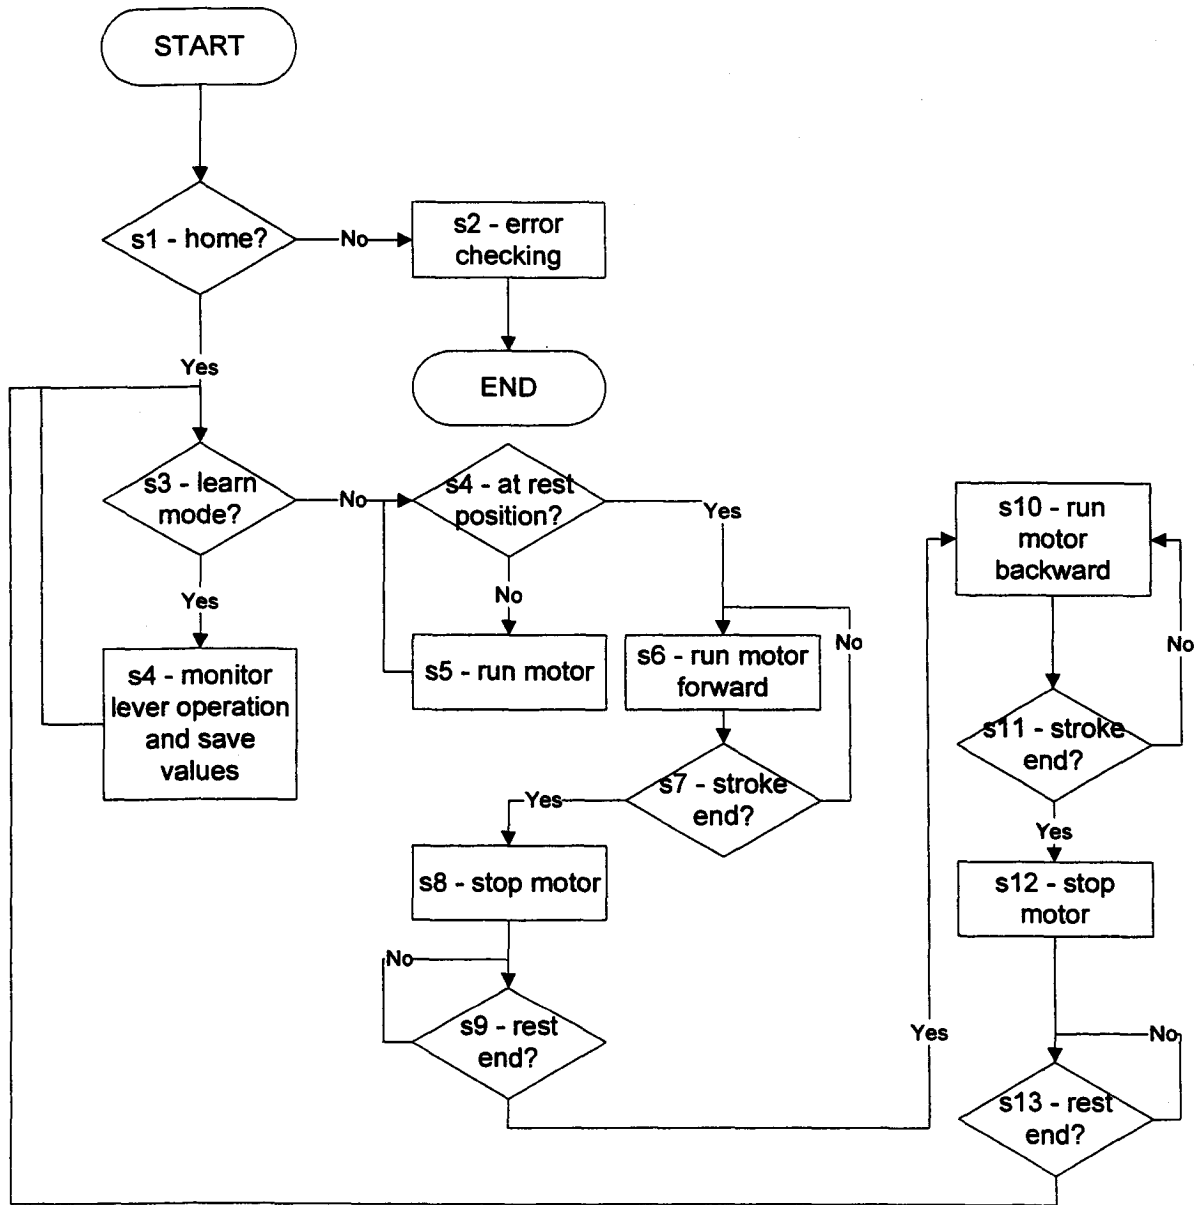 START
s1 - home?
No
s2 - error
checking
Yes
END
s3 - learn
mode?
No
s4 - at rest
position?
Yes
s10 - run
motor
backward
Yes
No
No
No
s4 - monitor
lever operation
and save
values
s5 - run motor
s6 - run motor
forward
s11 - stroke
end?
s7 - stroke
end?
Yes
Yes
s8 - stop motor
s12 - stop
motor
No
s9 - rest
end?
Yes
No
s13 - rest
end?